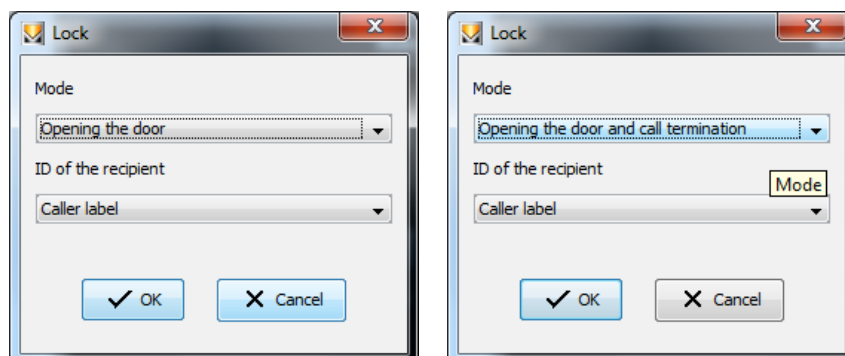 Lock
Mode
Opening the door
ID of the recipient
Caller label
OK
Cancel
Lock
Mode
Opening the door and call termination
ID of the recipient
Mode
Caller label
OK
Cancel